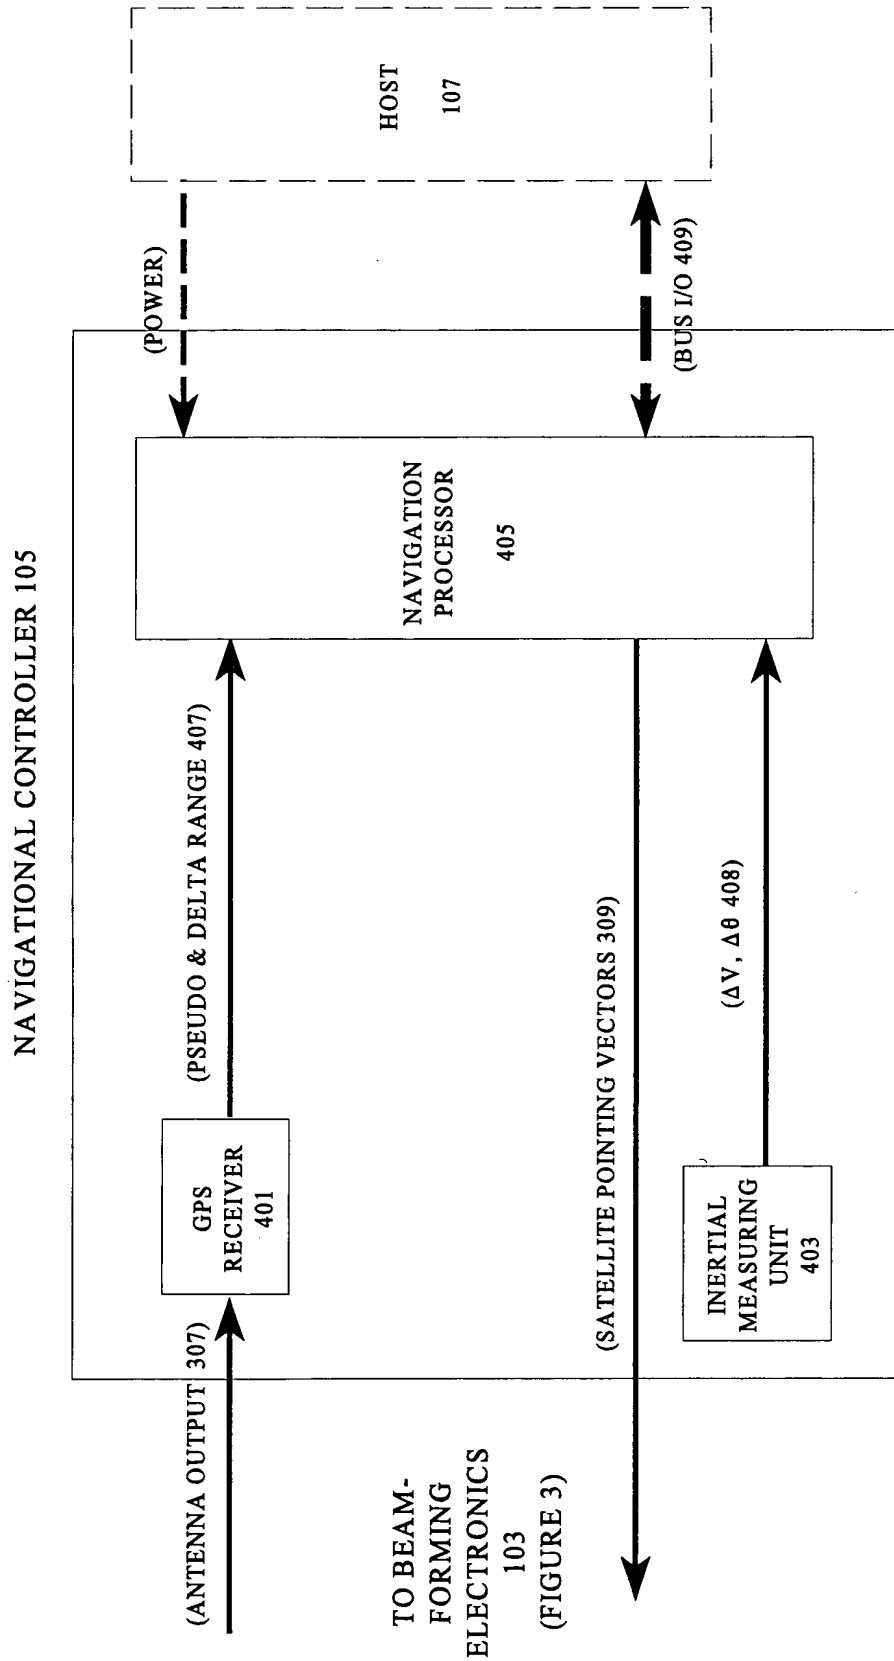 NAVIGATIONAL CONTROLLER 105
(ANTENNA OUTPUT 307)
GPS
RECEIVER
401
(PSEUDO & DELTA RANGE 407)
NAVIGATION
PROCESSOR
405
(POWER)
HOST
107
(BUS I/O 409)
TO BEAM-
FORMING
ELECTRONICS
103
(FIGURE 3)
(SATELLITE POINTING VECTORS 309)
INERTIAL
MEASURING
UNIT
403
(ΔV, Δθ 408)